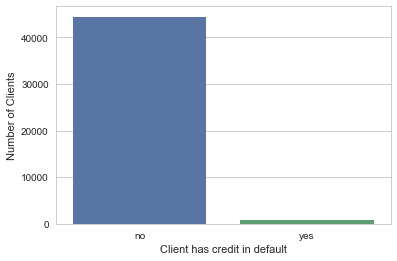 Number of Clients
40000
30000
20000
10000
0
no yes
Client has credit in default